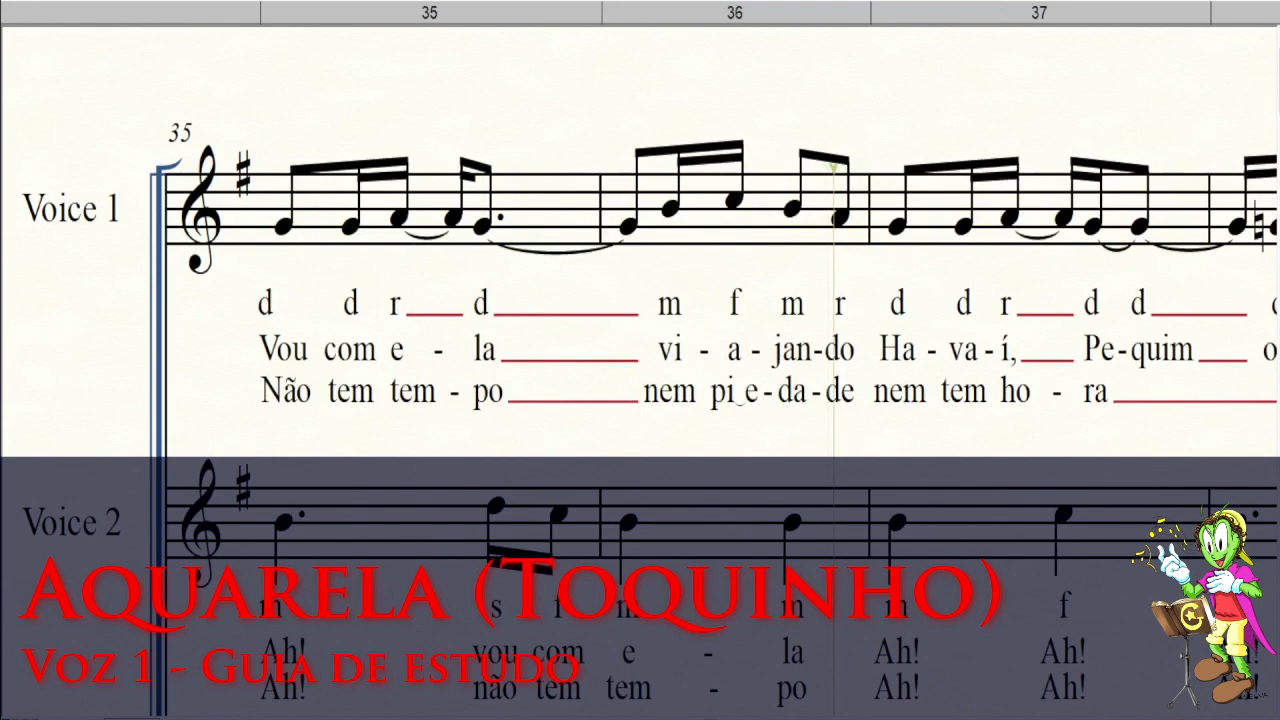 35 36 37
35
Voice 1
d d r d m f m r d d r d d
Vou com e - la vi - a - jan - do Ha - va - í, Pe - quim o
Não tem tem - po nem pi e - da - de nem tem ho - ra
Voice 2
Aquarela (Toquinho)
m s f m m m f
Ah! vou com e - la Ah! Ah!
Voz 1 - Guia de estudo
Ah! não tem tem - po Ah! Ah!